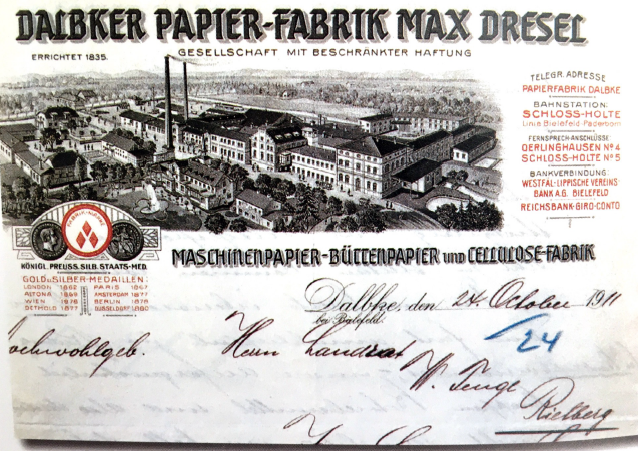 DALBKER PAPIER-FABRIK MAX DRESEL
GESELLSCHAFT MIT BESCHRÄNKTER HAFTUNG
ERRICHTET 1835.
TELEGR. ADRESSE
PAPIERFABRIK DALBKE
BAHNSTATION:
SCHLOSS-HOLTE
Linie Bielefeld-Paderborn
FERNSPRECH-ANSCHLÜSSE:
OERLINGHAUSEN Nº 4
SCHLOSS-HOLTE Nº 5
BANKVERBINDUNG:
WESTFAL.-LIPPISCHE VEREINS-
BANK A.G. BIELEFELD
REICHSBANK-GIRO-CONTO
KÖNIGL. PREUSS. SILB. STAATS-MED.
GOLD u. SILBER-MEDAILLEN:
LONDON 1862 PARIS 1867
ALTONA 1869 AMSTERDAM 1877
WIEN 1873 BERLIN 1878
DETMOLD 1877 DÜSSELDORF 1880
MASCHINENPAPIER-BÜTTENPAPIER UND CELLULOSE-FABRIK
Dalbke, den 24. October 1911
bei Bielefeld.
24
Hochwohlgeb. Herrn Landrat
W. Tenge
Rietberg